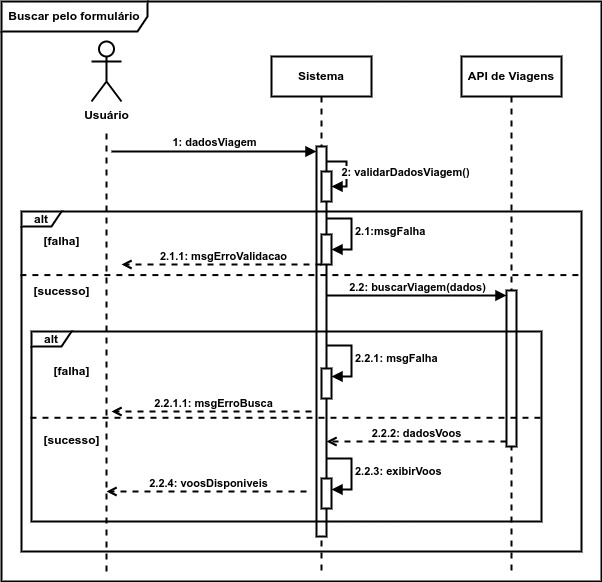 Buscar pelo formulário
Usuário
Sistema
API de Viagens
1: dadosViagem
2: validarDadosViagem()
alt
[falha]
2.1:msgFalha
2.1.1: msgErroValidacao
[sucesso]
2.2: buscarViagem(dados)
alt
[falha]
2.2.1: msgFalha
2.2.1.1: msgErroBusca
[sucesso]
2.2.2: dadosVoos
2.2.3: exibirVoos
2.2.4: voosDisponiveis